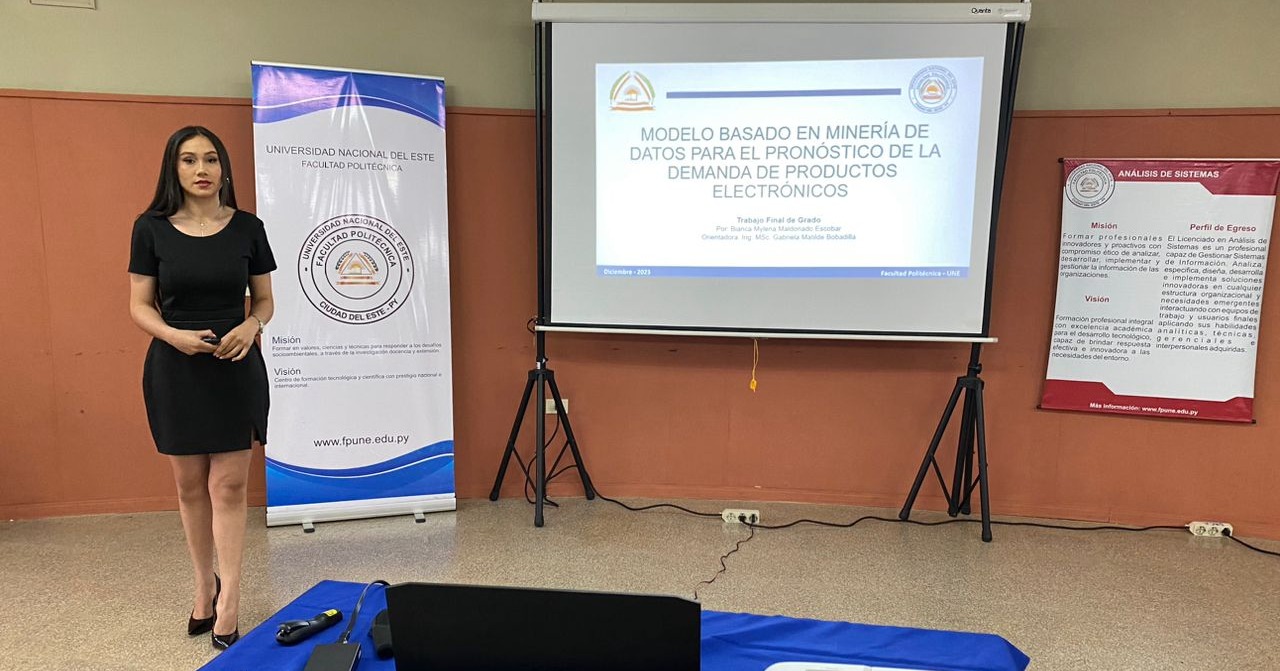 UNIVERSIDAD NACIONAL DEL ESTE
FACULTAD POLITÉCNICA
UNIVERSIDAD NACIONAL DEL ESTE
FACULTAD POLITÉCNICA
CIUDAD DEL ESTE - PY
Misión
Formar en valores, ciencias y técnicas para responder a los desafíos
socioambientales, a través de la investigación docencia y extensión.
Visión
Centro de formación tecnológica y científica con prestigio nacional e
internacional.
www.fpune.edu.py
Quanta
MODELO BASADO EN MINERÍA DE
DATOS PARA EL PRONÓSTICO DE LA
DEMANDA DE PRODUCTOS
ELECTRÓNICOS
Trabajo Final de Grado
Por: Bianca Mylena Maldonado Escobar
Orientadora: Ing. MSc. Gabriela Matilde Bobadilla
Diciembre - 2023
Facultad Politécnica - UNE
ANÁLISIS DE SISTEMAS
Misión
Formar profesionales
innovadores y proactivos con
compromiso ético de analizar,
desarrollar, implementar y
gestionar la información de las
organizaciones.
Visión
Formación profesional integral
con excelencia académica
para el desarrollo tecnológico,
capaz de brindar respuesta
efectiva e innovadora a las
necesidades del entorno.
Perfil de Egreso
El Licenciado en Análisis de
Sistemas es un profesional
capaz de Gestionar Sistemas
de Información. Analiza,
especifica, diseña, desarrolla
e implementa soluciones
innovadoras en cualquier
estructura organizacional y
necesidades emergentes
interactuando con equipos de
trabajo y usuarios finales
aplicando sus habilidades
analíticas, técnicas,
gerenciales e
interpersonales adquiridas.
Más información: www.fpune.edu.py